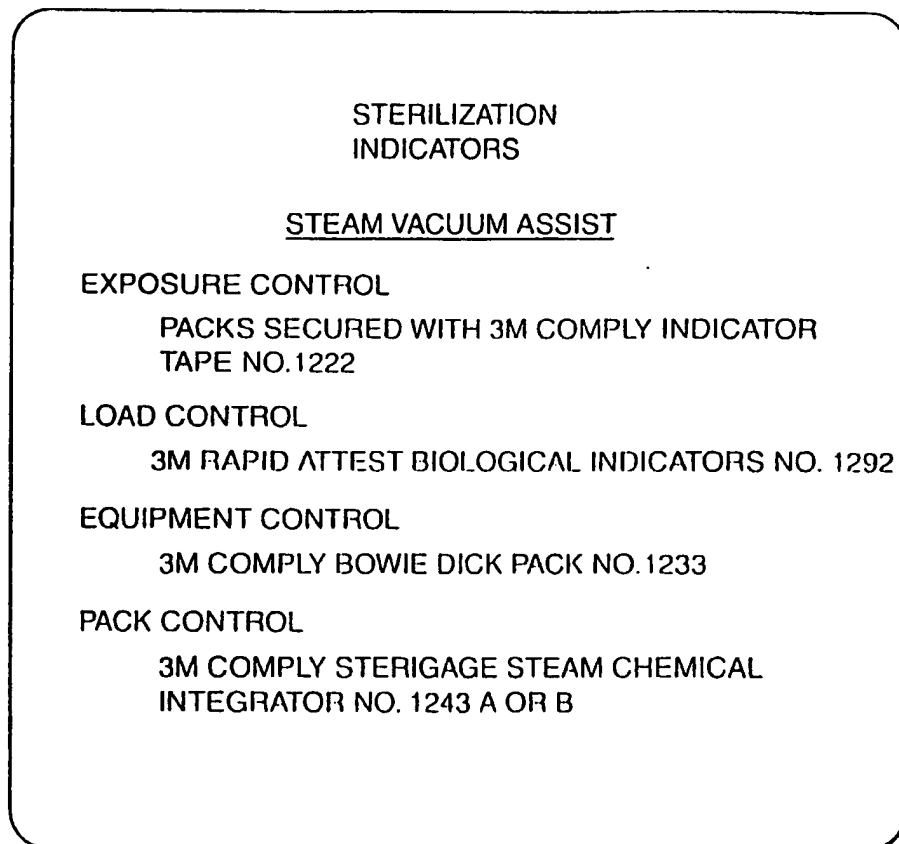 STERILIZATION
INDICATORS
STEAM VACUUM ASSIST
EXPOSURE CONTROL
PACKS SECURED WITH 3M COMPLY INDICATOR
TAPE NO.1222
LOAD CONTROL
3M RAPID ATTEST BIOLOGICAL INDICATORS NO. 1292
EQUIPMENT CONTROL
3M COMPLY BOWIE DICK PACK NO.1233
PACK CONTROL
3M COMPLY STERIGAGE STEAM CHEMICAL
INTEGRATOR NO. 1243 A OR B